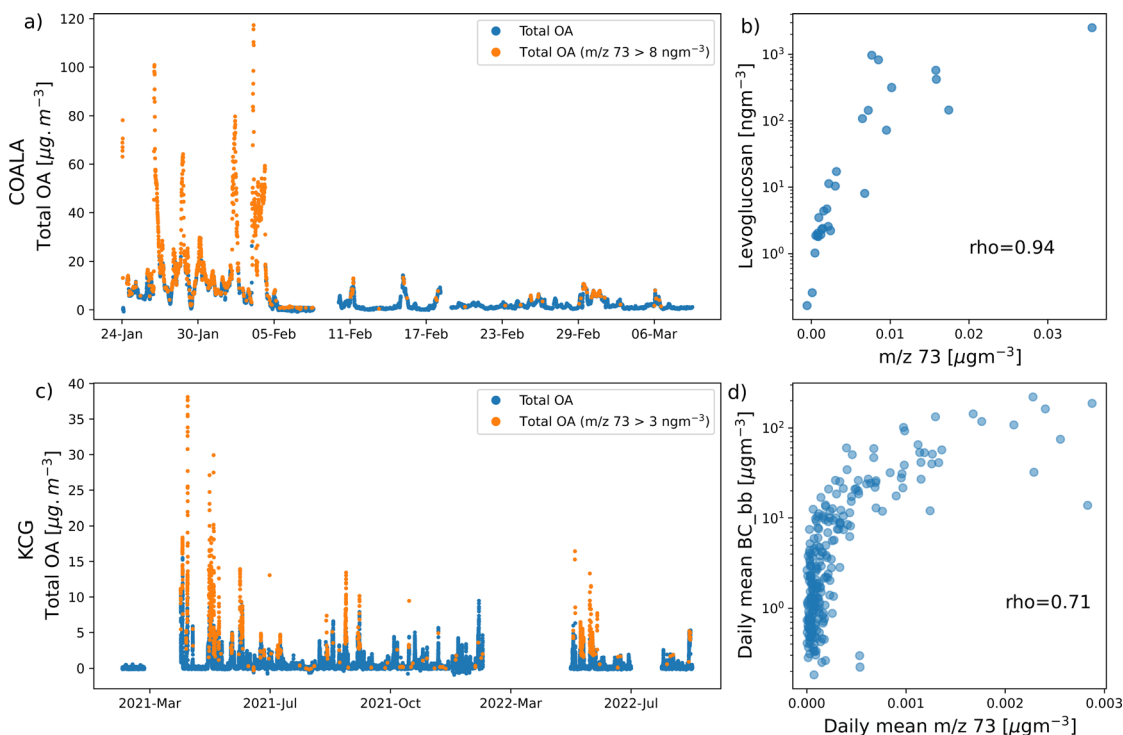 a)
COALA
Total OA [μg.m⁻³]
120
100
80
60
40
20
0
Total OA
Total OA (m/z 73 > 8 ngm⁻³)
24-Jan 30-Jan 05-Feb 11-Feb 17-Feb 23-Feb 29-Feb 06-Mar
b)
Levoglucosan [ngm⁻³]
10³
10²
10¹
10⁰
rho=0.94
0.00 0.01 0.02 0.03
m/z 73 [μgm⁻³]
c)
KCG
Total OA [μg.m⁻³]
40
35
30
25
20
15
10
5
0
Total OA
Total OA (m/z 73 > 3 ngm⁻³)
2021-Mar 2021-Jul 2021-Oct 2022-Mar 2022-Jul
d)
Daily mean BC_bb [μgm⁻³]
10²
10¹
10⁰
rho=0.71
0.000 0.001 0.002 0.003
Daily mean m/z 73 [μgm⁻³]